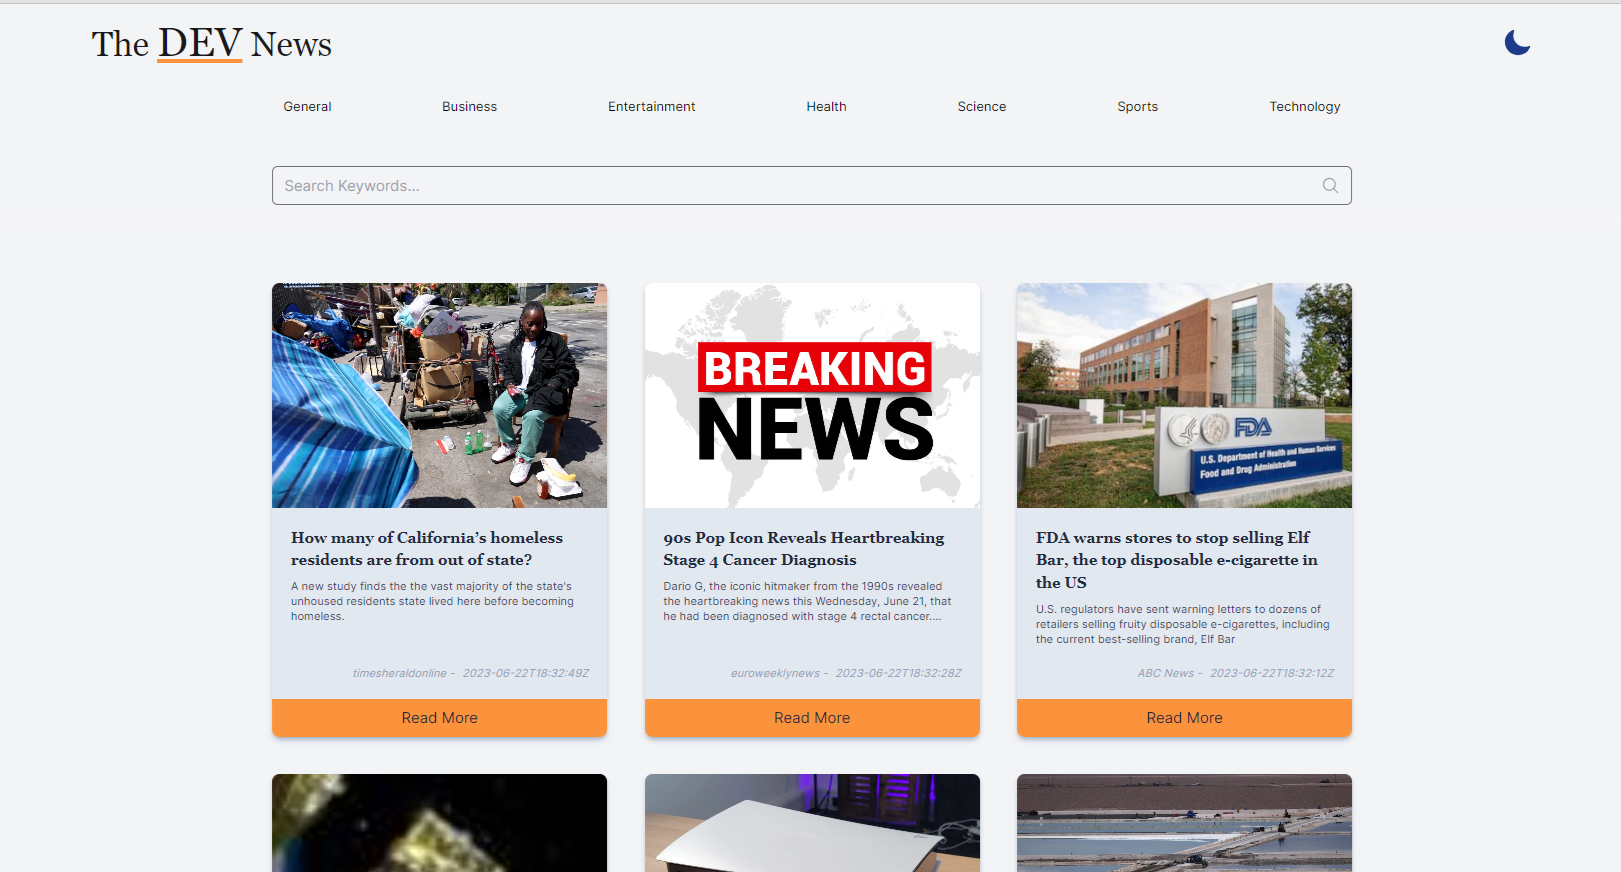 The DEV News
General Business Entertainment Health Science Sports Technology
Search Keywords...
BREAKING
NEWS
FDA
U.S. Department of Health and Human Services
Food and Drug Administration
How many of California’s homeless
residents are from out of state?
A new study finds the the vast majority of the state's
unhoused residents state lived here before becoming
homeless.
timesheraldonline - 2023-06-22T18:32:49Z
Read More
90s Pop Icon Reveals Heartbreaking
Stage 4 Cancer Diagnosis
Dario G, the iconic hitmaker from the 1990s revealed
the heartbreaking news this Wednesday, June 21, that
he had been diagnosed with stage 4 rectal cancer....
euroweeklynews - 2023-06-22T18:32:28Z
Read More
FDA warns stores to stop selling Elf
Bar, the top disposable e-cigarette in
the US
U.S. regulators have sent warning letters to dozens of
retailers selling fruity disposable e-cigarettes, including
the current best-selling brand, Elf Bar
ABC News - 2023-06-22T18:32:12Z
Read More